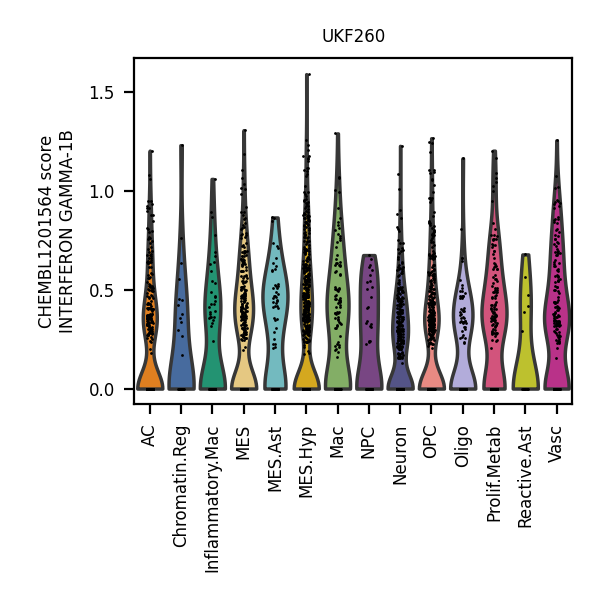 UKF260
CHEMBL1201564 score
INTERFERON GAMMA-1B
1.5
1.0
0.5
0.0
AC
Chromatin.Reg
Inflammatory.Mac
MES
MES.Ast
MES.Hyp
Mac
NPC
Neuron
OPC
Oligo
Prolif.Metab
Reactive.Ast
Vasc